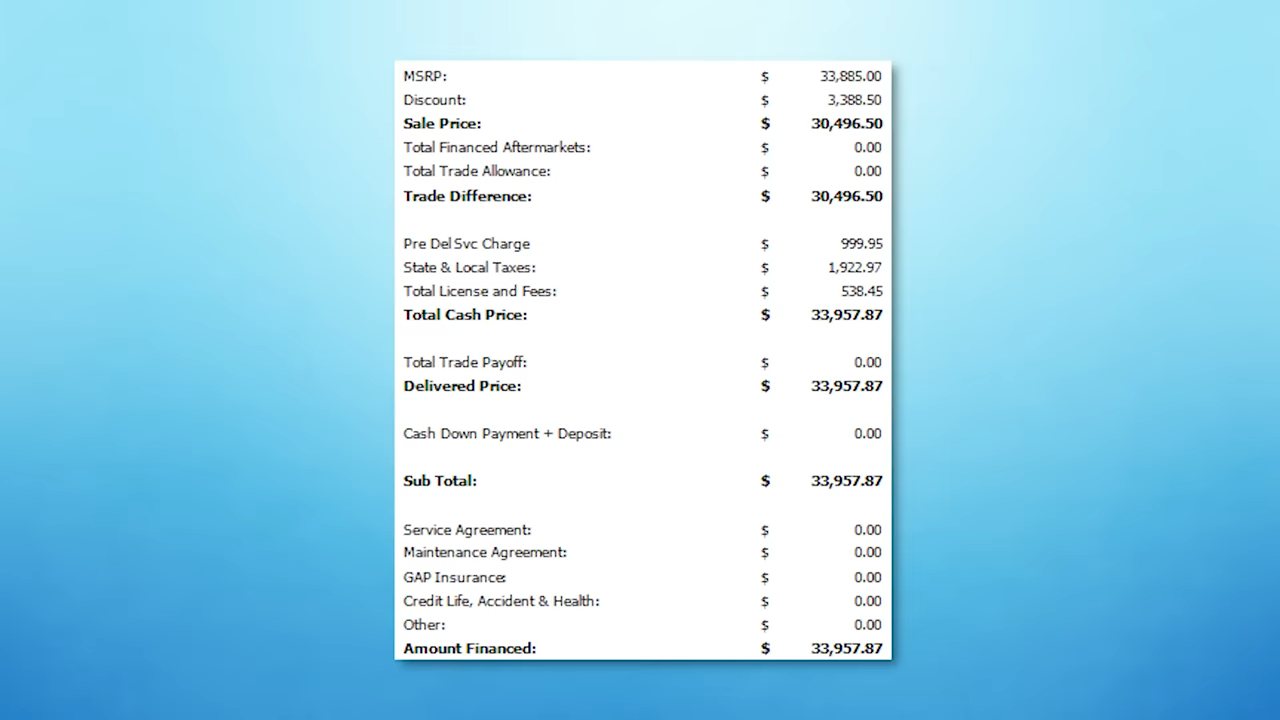 MSRP: $ 33,885.00
Discount: $ 3,388.50
Sale Price: $ 30,496.50
Total Financed Aftermarkets: $ 0.00
Total Trade Allowance: $ 0.00
Trade Difference: $ 30,496.50
Pre Del Svc Charge $ 999.95
State & Local Taxes: $ 1,922.97
Total License and Fees: $ 538.45
Total Cash Price: $ 33,957.87
Total Trade Payoff: $ 0.00
Delivered Price: $ 33,957.87
Cash Down Payment + Deposit: $ 0.00
Sub Total: $ 33,957.87
Service Agreement: $ 0.00
Maintenance Agreement: $ 0.00
GAP Insurance: $ 0.00
Credit Life, Accident & Health: $ 0.00
Other: $ 0.00
Amount Financed: $ 33,957.87